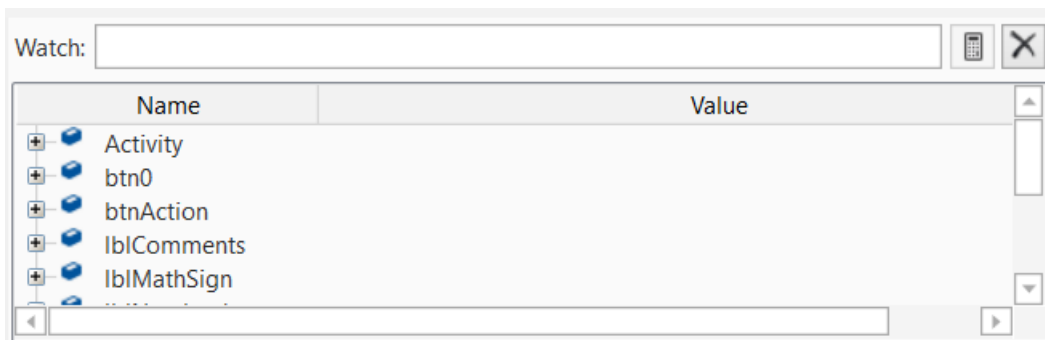 Watch:
Name Value
Activity
btn0
btnAction
lblComments
lblMathSign